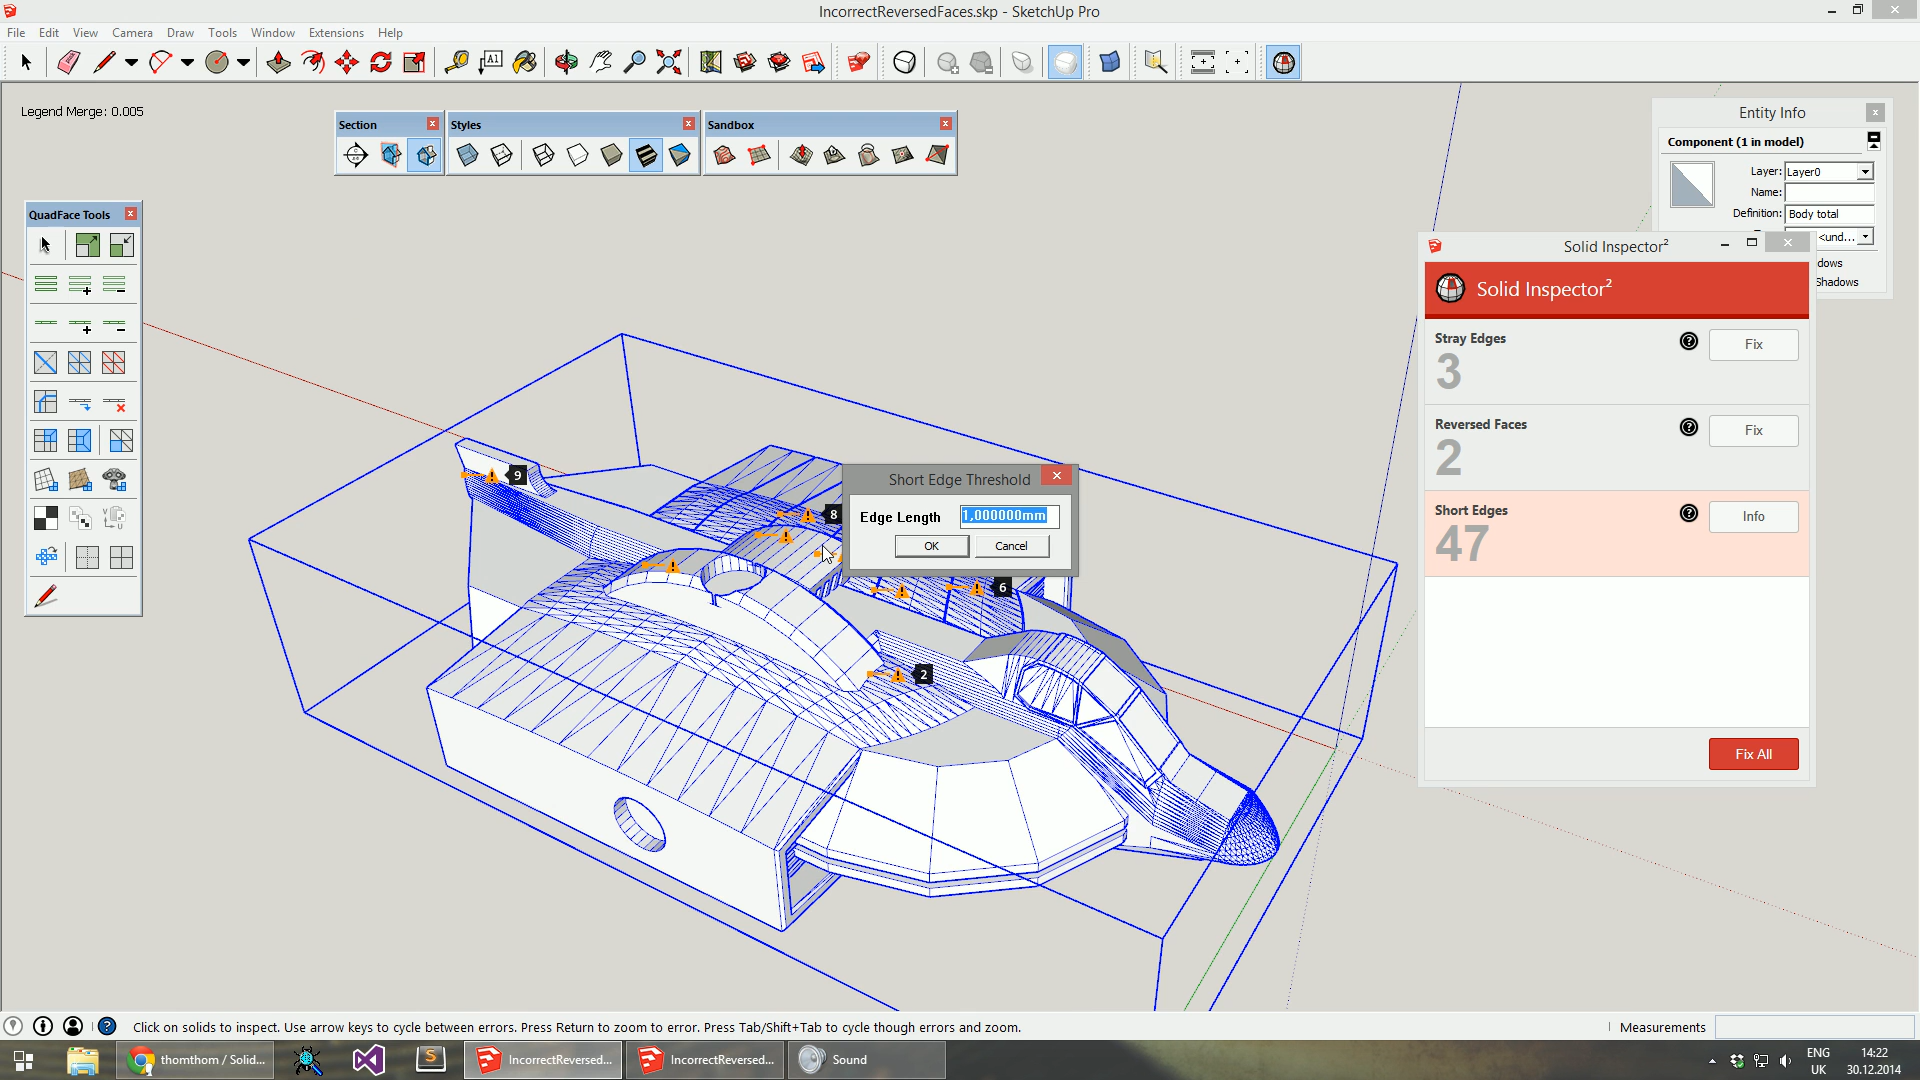 IncorrectReversedFaces.skp - SketchUp Pro
File Edit View Camera Draw Tools Window Extensions Help
Legend Merge: 0.005
Section
Styles
Sandbox
QuadFace Tools
Entity Info
Component (1 in model)
Layer: Layer0
Name:
Definition: Body total
<und...
dows
Shadows
Solid Inspector²
Solid Inspector²
Stray Edges
3
Fix
Reversed Faces
2
Fix
Short Edges
47
Info
Fix All
Short Edge Threshold
Edge Length 1,000000mm
OK Cancel
9
8
6
2
A1
Click on solids to inspect. Use arrow keys to cycle between errors. Press Return to zoom to error. Press Tab/Shift+Tab to cycle though errors and zoom.
Measurements
thomthom / Solid...
IncorrectReversed...
IncorrectReversed...
Sound
ENG
UK
14:22
30.12.2014